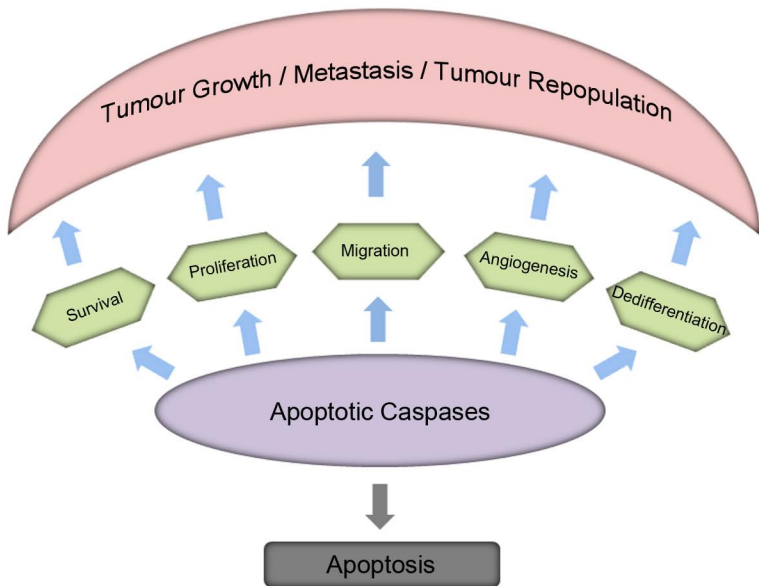 Tumour Growth / Metastasis / Tumour Repopulation
Survival
Proliferation
Migration
Angiogenesis
Dedifferentiation
Apoptotic Caspases
Apoptosis